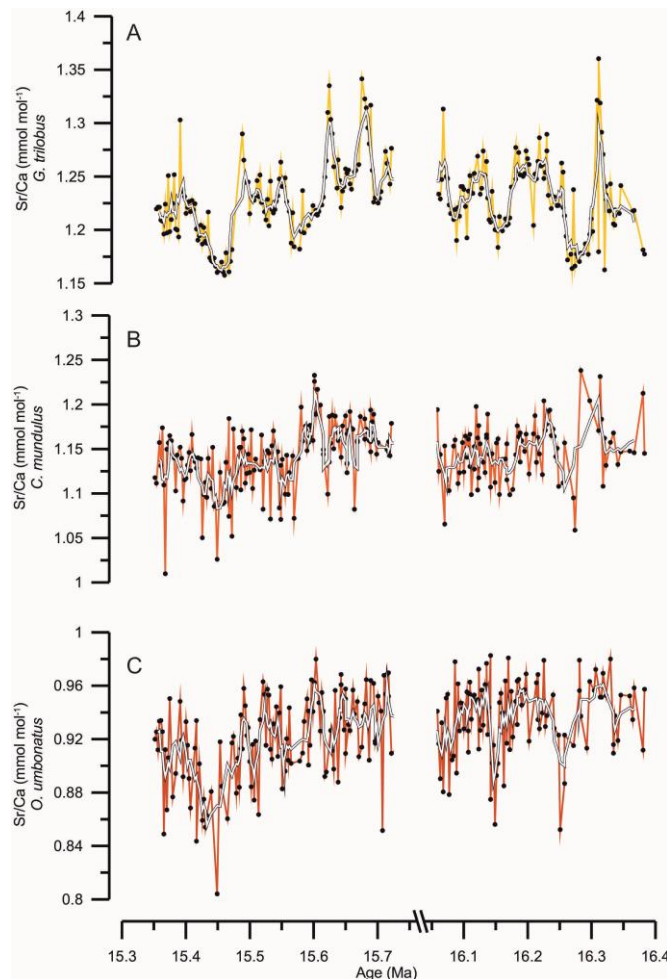 A
1.4
1.35
1.3
1.25
1.2
1.15
Sr/Ca (mmol mol⁻¹)
G. trilobus
B
1.3
1.25
1.2
1.15
1.1
1.05
1
Sr/Ca (mmol mol⁻¹)
C. mundulus
C
1
0.96
0.92
0.88
0.84
0.8
Sr/Ca (mmol mol⁻¹)
O. umbonatus
15.3 15.4 15.5 15.6 15.7 16.1 16.2 16.3 16.4
Age (Ma)